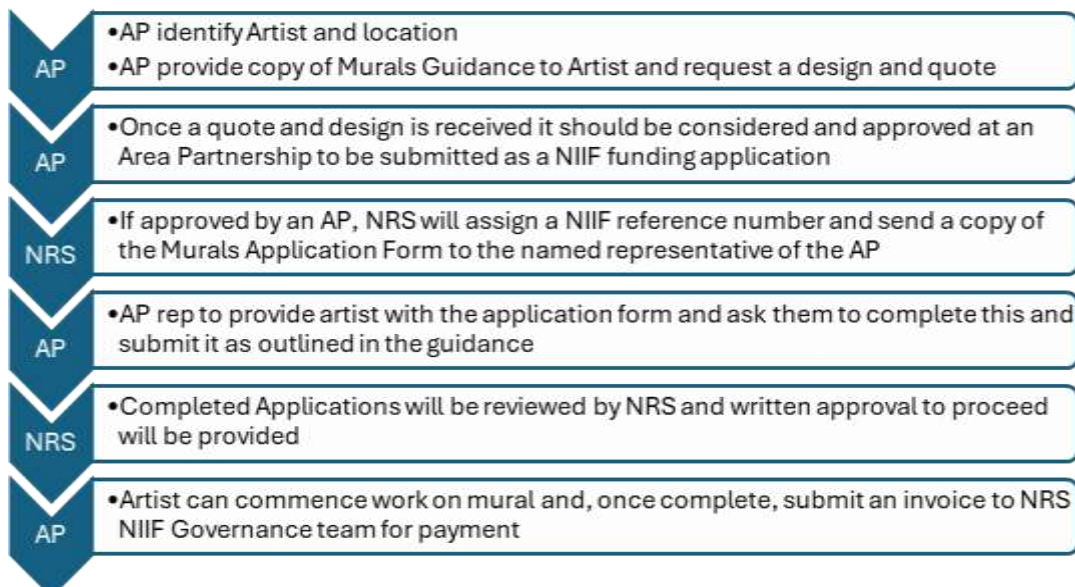 AP
•AP identify Artist and location
•AP provide copy of Murals Guidance to Artist and request a design and quote
AP
•Once a quote and design is received it should be considered and approved at an
Area Partnership to be submitted as a NIIF funding application
NRS
•If approved by an AP, NRS will assign a NIIF reference number and send a copy of
the Murals Application Form to the named representative of the AP
AP
•AP rep to provide artist with the application form and ask them to complete this and
submit it as outlined in the guidance
NRS
•Completed Applications will be reviewed by NRS and written approval to proceed
will be provided
AP
•Artist can commence work on mural and, once complete, submit an invoice to NRS
NIIF Governance team for payment